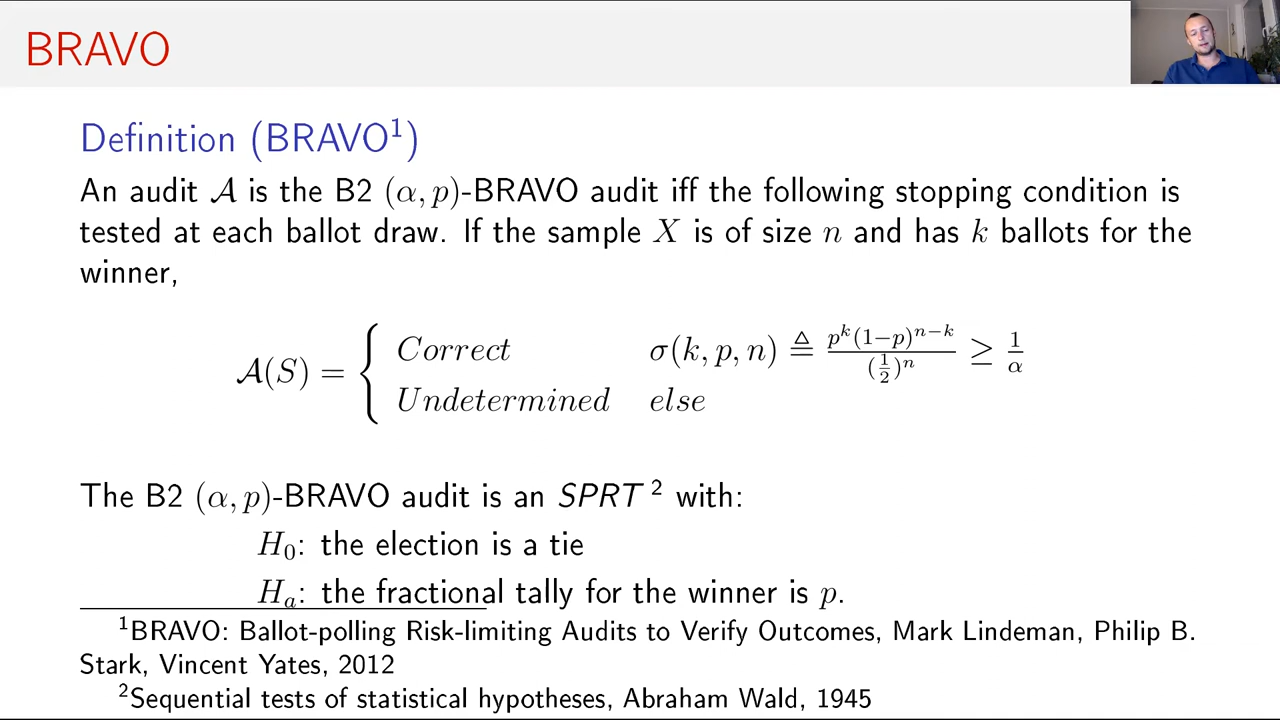 BRAVO
Definition (BRAVO¹)
An audit 𝒜 is the B2 (α, p)-BRAVO audit iff the following stopping condition is
tested at each ballot draw. If the sample X is of size n and has k ballots for the
winner,
𝒜(S) = { Correct σ(k, p, n) ≜ p^k(1−p)^{n−k} / (1/2)^n ≥ 1/α
Undetermined else
The B2 (α, p)-BRAVO audit is an SPRT ² with:
H₀: the election is a tie
Hₐ: the fractional tally for the winner is p.
¹BRAVO: Ballot-polling Risk-limiting Audits to Verify Outcomes, Mark Lindeman, Philip B.
Stark, Vincent Yates, 2012
²Sequential tests of statistical hypotheses, Abraham Wald, 1945